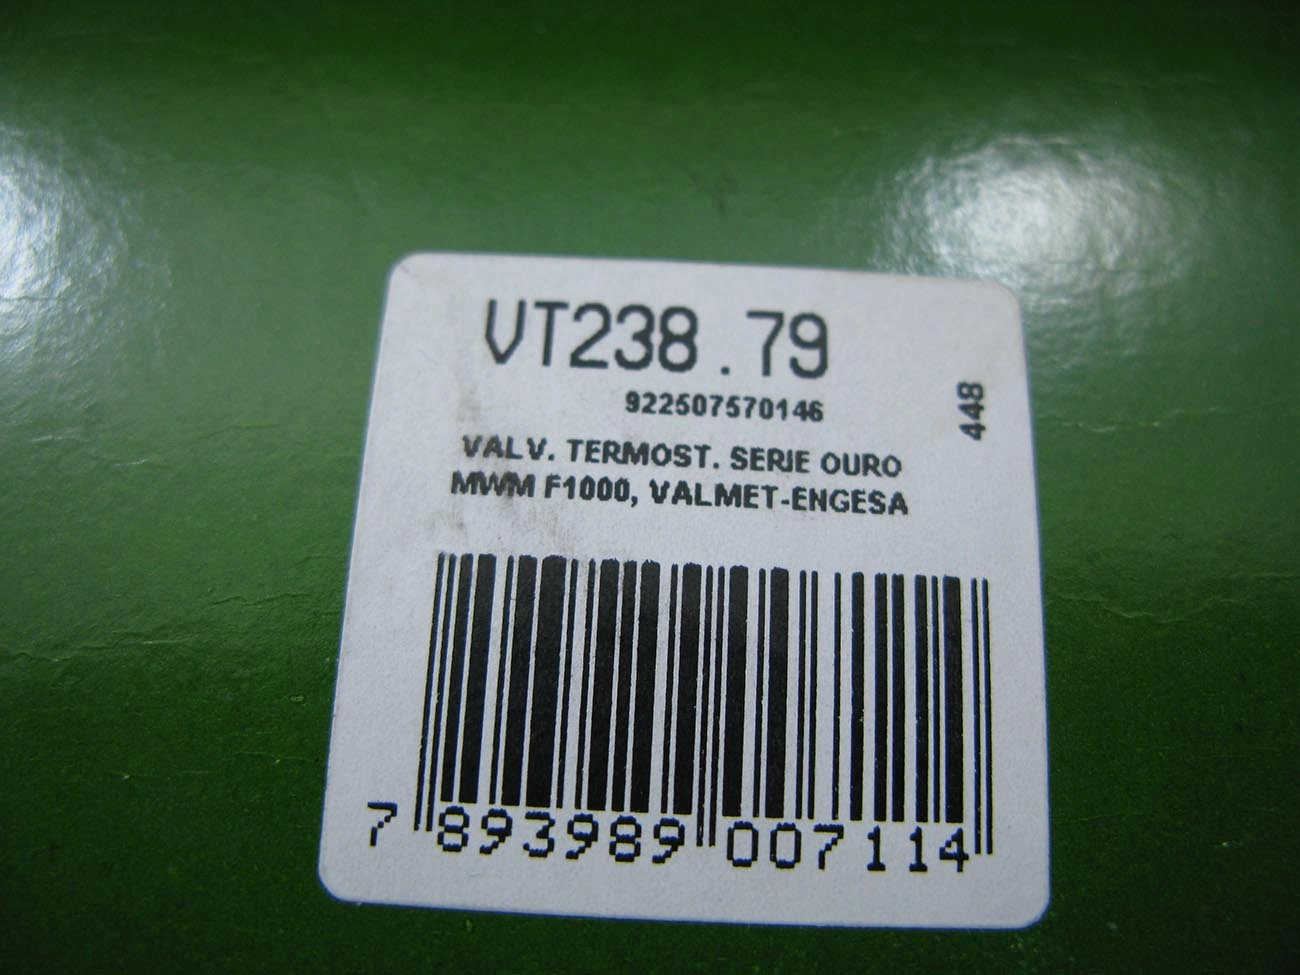 VT238.79
922507570146
448
VALV. TERMOST. SERIE OURO
MWM F1000, VALMET-ENGESA
7 893989 007114